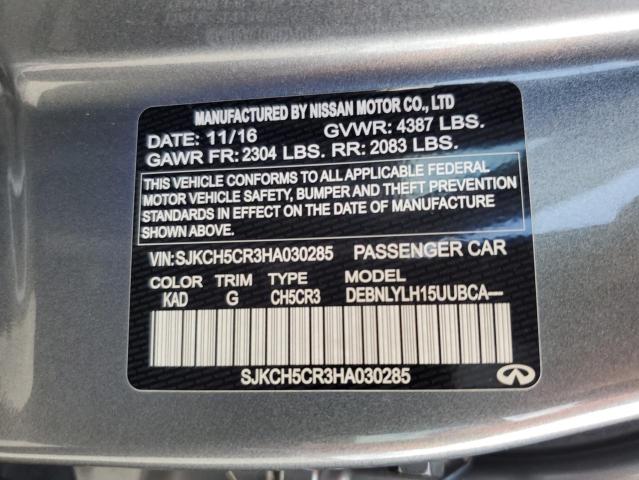 MANUFACTURED BY NISSAN MOTOR CO., LTD
DATE: 11/16 GVWR: 4387 LBS.
GAWR FR: 2304 LBS. RR: 2083 LBS.
THIS VEHICLE CONFORMS TO ALL APPLICABLE FEDERAL
MOTOR VEHICLE SAFETY, BUMPER AND THEFT PREVENTION
STANDARDS IN EFFECT ON THE DATE OF MANUFACTURE
SHOWN ABOVE.
VIN:SJKCH5CR3HA030285 PASSENGER CAR
COLOR TRIM TYPE MODEL
KAD G CH5CR3 DEBNLYLH15UUBCA—
SJKCH5CR3HA030285